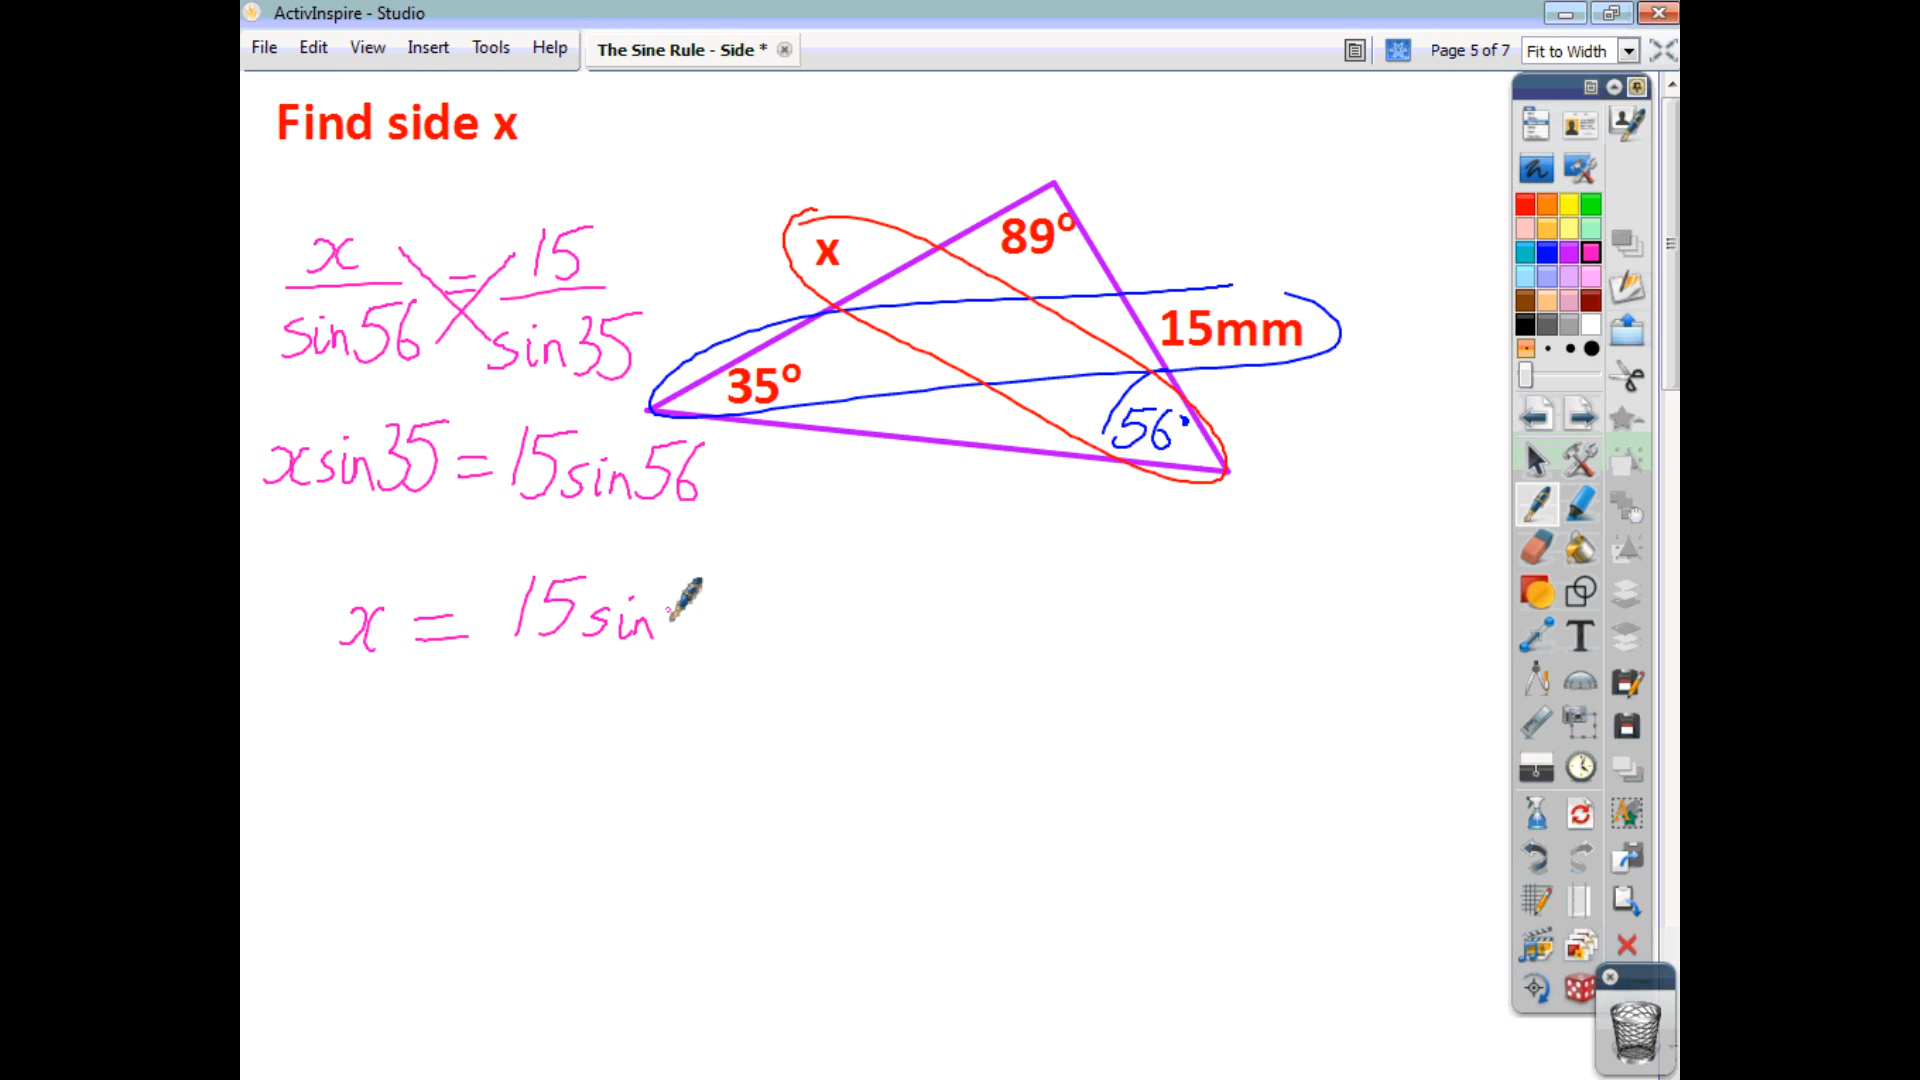 ActivInspire - Studio
File Edit View Insert Tools Help
The Sine Rule - Side *
Page 5 of 7
Fit to Width
Find side x
x/sin56 = 15/sin35
xsin35 = 15sin56
x = 15sin
x
89°
15mm
35°
56°